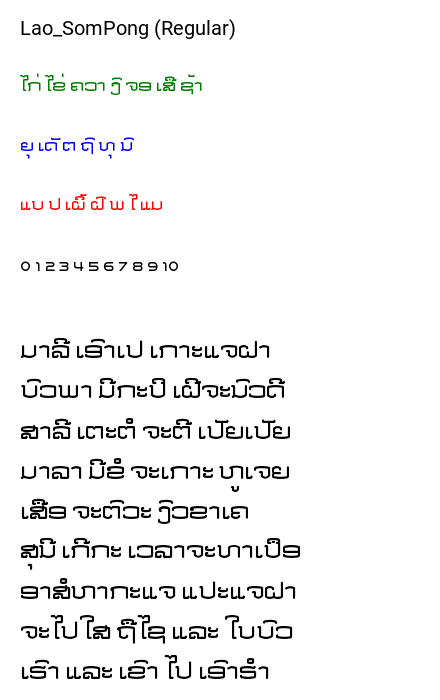 Lao_SomPong (Regular)
ໄກ່ ໄຂ່ ຄວາ ງົ ຈອ ເສື ຊ້າ
ຍຸ ເດັ ຕ ຖົ ທຸ ນົ
ແບ ປ ເຜິ້ ຝົ ພ ໄ ແມ
0 1 2 3 4 5 6 7 8 9 10
ມາລີ ເອົາເປ ເກາະແຈຝາ
ບົວພາ ມີກະປິ ເຝີຈະມົວດີ
ສາລີ ເຕະຕໍ ຈະຕີ ເປັຍເປັຍ
ມາລາ ມີຂໍ ຈະເກາະ ຫູເຈຍ
ເສືອ ຈະຕົວະ ງົວຂາເຄ
ສຸນີ ເກີກະ ເວລາຈະທາເປືອ
ອາສໍຫາກະແຈ ແປະແຈຝາ
ຈະໄປ ໃສ ຖືໄຊ ແລະ ໃບບົວ
ເຮົາ ແລະ ເຂົາ ໄປ ເອົາຮໍາ